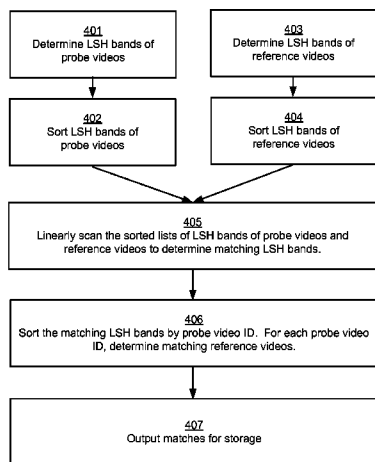 401
Determine LSH bands of
probe videos
403
Determine LSH bands of
reference videos
402
Sort LSH bands of
probe videos
404
Sort LSH bands of
reference videos
405
Linearly scan the sorted lists of LSH bands of probe videos and
reference videos to determine matching LSH bands.
406
Sort the matching LSH bands by probe video ID. For each probe video
ID, determine matching reference videos.
407
Output matches for storage